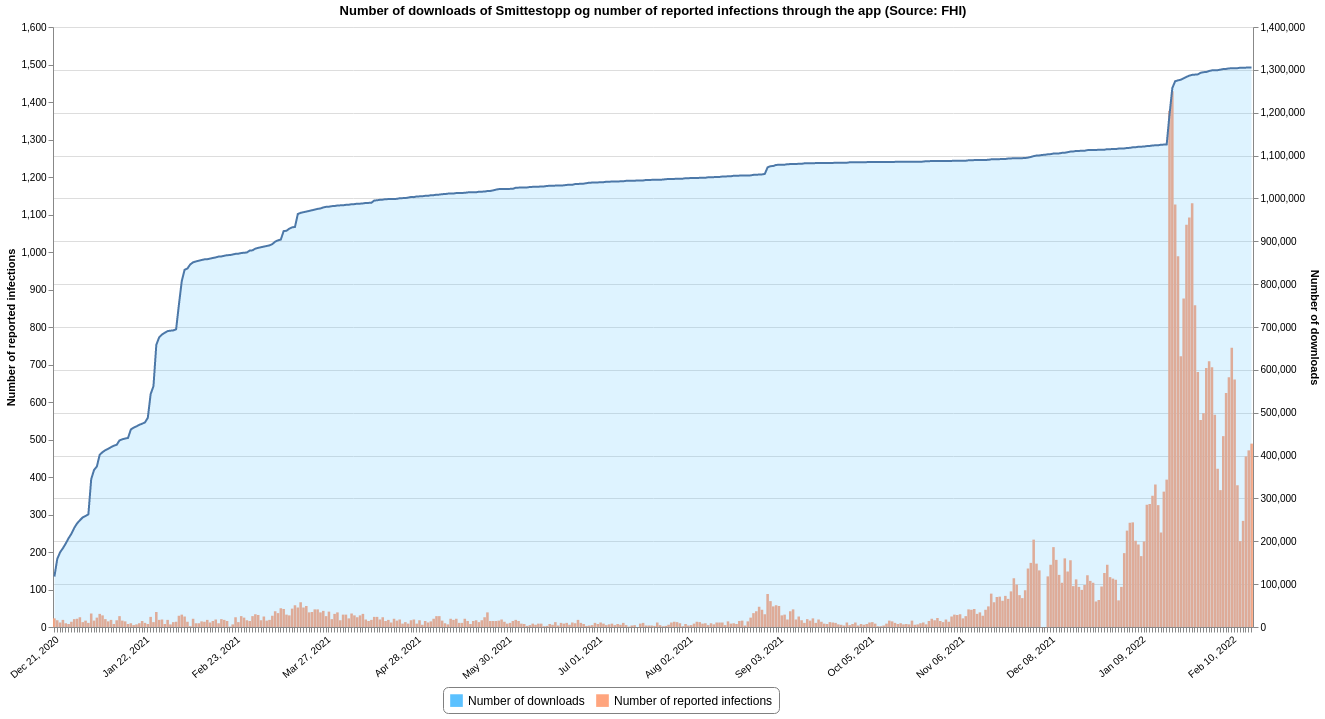 Number of downloads of Smittestopp og number of reported infections through the app (Source: FHI)
Number of reported infections
1,600
1,500
1,400
1,300
1,200
1,100
1,000
900
800
700
600
500
400
300
200
100
0
1,400,000
1,300,000
1,200,000
1,100,000
1,000,000
900,000
800,000
700,000
600,000
500,000
400,000
300,000
200,000
100,000
0
Number of downloads
Dec 21, 2020
Jan 22, 2021
Feb 23, 2021
Mar 27, 2021
Apr 28, 2021
May 30, 2021
Jul 01, 2021
Aug 02, 2021
Sep 03, 2021
Oct 05, 2021
Nov 06, 2021
Dec 08, 2021
Jan 09, 2022
Feb 10, 2022
Number of downloads
Number of reported infections